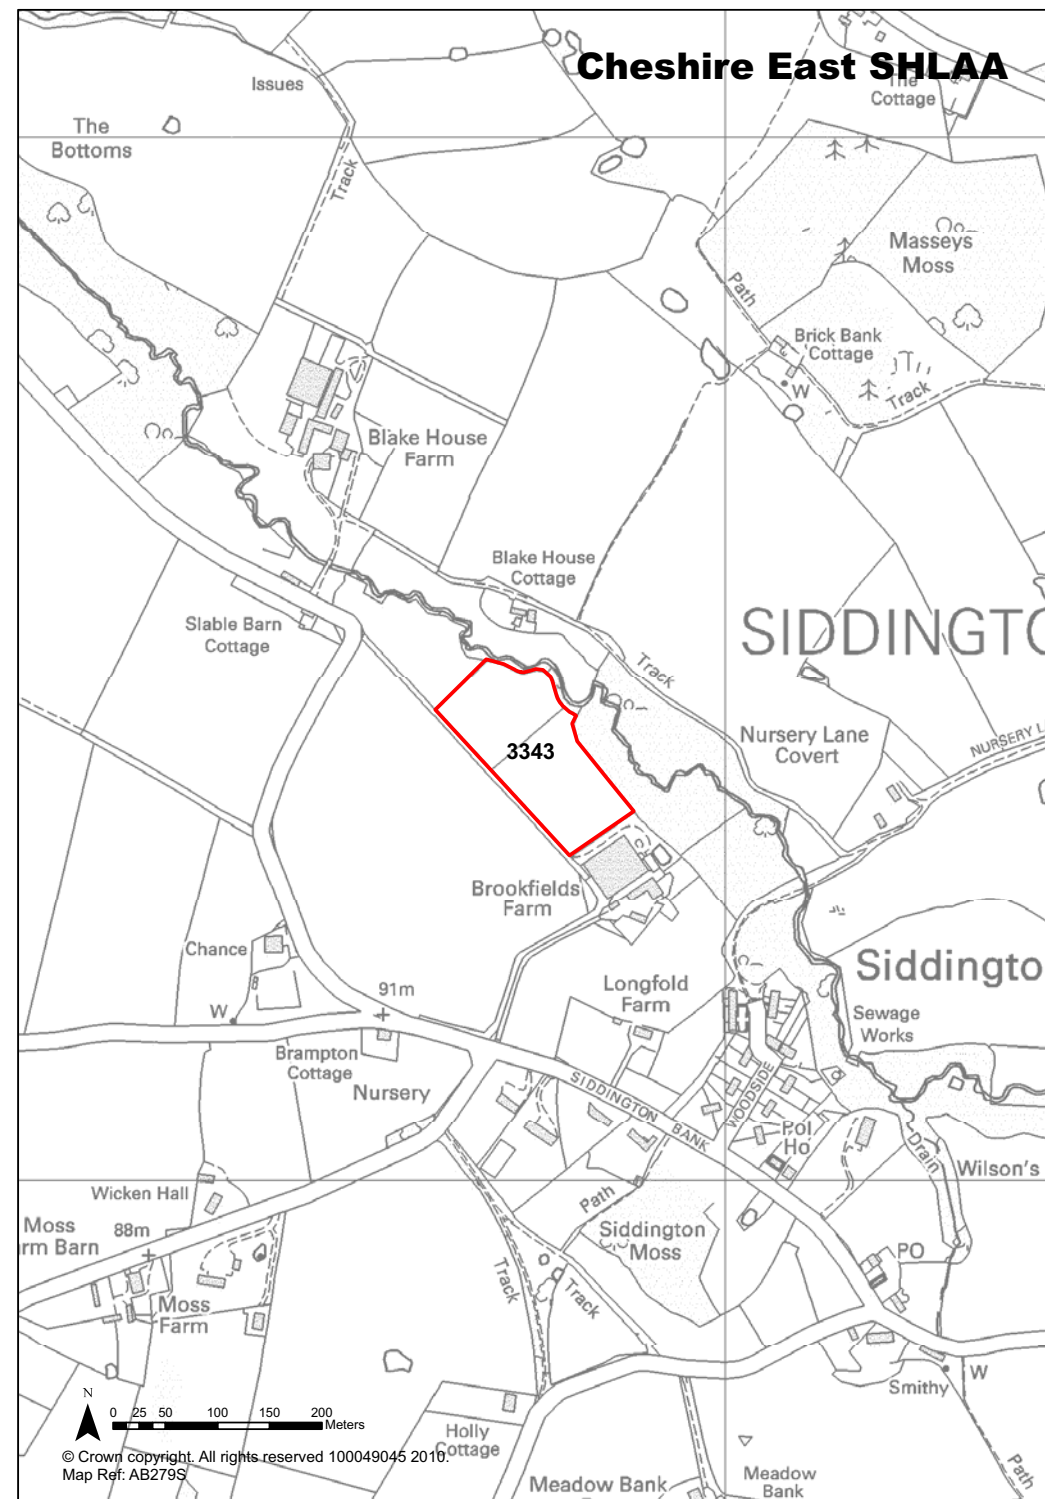 Cheshire East SHLAA
Issues
The
Cottage
The
Bottoms
Track
Masseys
Moss
Path
Brick Bank
Cottage
W
Track
Blake House
Farm
Blake House
Cottage
Slable Barn
Cottage
SIDDINGTO
Track
Nursery Lane
Covert
NURSERY L
3343
Brookfields
Farm
Chance
Siddingto
Longfold
Farm
91m
W
Sewage
Works
Brampton
Cottage
Nursery
SIDDINGTON BANK
WOODSIDE
Pol
Ho
Drain
Wilson's
Wicken Hall
Path
Moss
rm Barn
88m
Siddington
Moss
PO
Track
Track
Moss
Farm
W
Smithy
N
0 25 50 100 150 200
Meters
Holly
Cottage
© Crown copyright. All rights reserved 100049045 2010.
Map Ref: AB279S
Meadow Bank
Meadow
Bank
Path